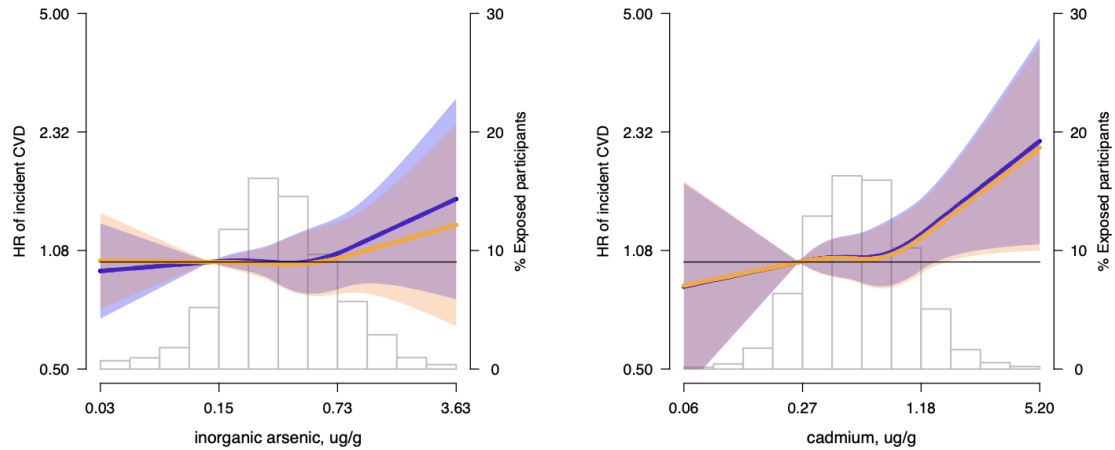 HR of incident CVD
5.00
2.32
1.08
0.50
30
20
10
0
% Exposed participants
0.03 0.15 0.73 3.63
inorganic arsenic, ug/g
HR of incident CVD
5.00
2.32
1.08
0.50
30
20
10
0
% Exposed participants
0.06 0.27 1.18 5.20
cadmium, ug/g